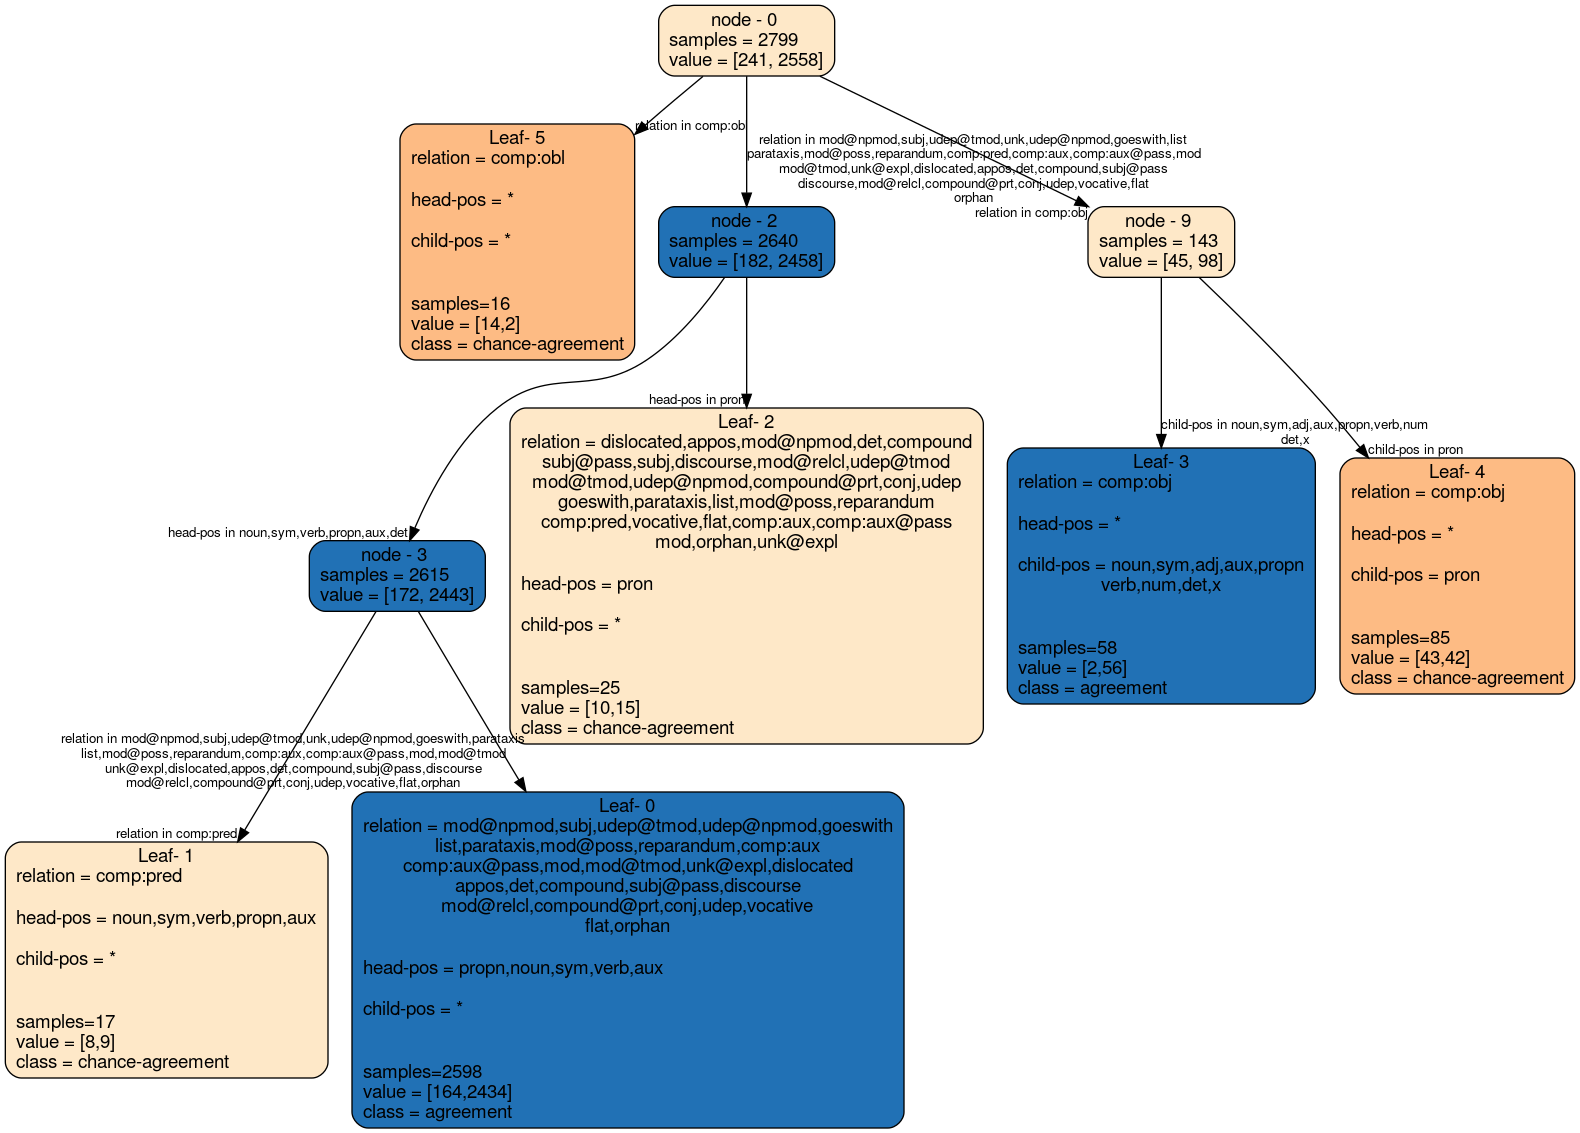 node - 0
samples = 2799
value = [241, 2558]
relation in comp:obl
Leaf- 5
relation = comp:obl
head-pos = *
child-pos = *
samples=16
value = [14,2]
class = chance-agreement
relation in mod@npmod,subj,udep@tmod,unk,udep@npmod,goeswith,list
parataxis,mod@poss,reparandum,comp:pred,comp:aux,comp:aux@pass,mod
mod@tmod,unk@expl,dislocated,appos,det,compound,subj@pass
discourse,mod@relcl,compound@prt,conj,udep,vocative,flat
orphan
relation in comp:obj
node - 2
samples = 2640
value = [182, 2458]
node - 9
samples = 143
value = [45, 98]
head-pos in pron
Leaf- 2
relation = dislocated,appos,mod@npmod,det,compound
subj@pass,subj,discourse,mod@relcl,udep@tmod
mod@tmod,udep@npmod,compound@prt,conj,udep
goeswith,parataxis,list,mod@poss,reparandum
comp:pred,vocative,flat,comp:aux,comp:aux@pass
mod,orphan,unk@expl
head-pos = pron
child-pos = *
samples=25
value = [10,15]
class = chance-agreement
child-pos in noun,sym,adj,aux,propn,verb,num
det,x
Leaf- 3
relation = comp:obj
head-pos = *
child-pos = noun,sym,adj,aux,propn
verb,num,det,x
samples=58
value = [2,56]
class = agreement
child-pos in pron
Leaf- 4
relation = comp:obj
head-pos = *
child-pos = pron
samples=85
value = [43,42]
class = chance-agreement
head-pos in noun,sym,verb,propn,aux,det
node - 3
samples = 2615
value = [172, 2443]
relation in mod@npmod,subj,udep@tmod,unk,udep@npmod,goeswith,parataxis
list,mod@poss,reparandum,comp:aux,comp:aux@pass,mod,mod@tmod
unk@expl,dislocated,appos,det,compound,subj@pass,discourse
mod@relcl,compound@prt,conj,udep,vocative,flat,orphan
relation in comp:pred
Leaf- 1
relation = comp:pred
head-pos = noun,sym,verb,propn,aux
child-pos = *
samples=17
value = [8,9]
class = chance-agreement
Leaf- 0
relation = mod@npmod,subj,udep@tmod,udep@npmod,goeswith
list,parataxis,mod@poss,reparandum,comp:aux
comp:aux@pass,mod,mod@tmod,unk@expl,dislocated
appos,det,compound,subj@pass,discourse
mod@relcl,compound@prt,conj,udep,vocative
flat,orphan
head-pos = propn,noun,sym,verb,aux
child-pos = *
samples=2598
value = [164,2434]
class = agreement